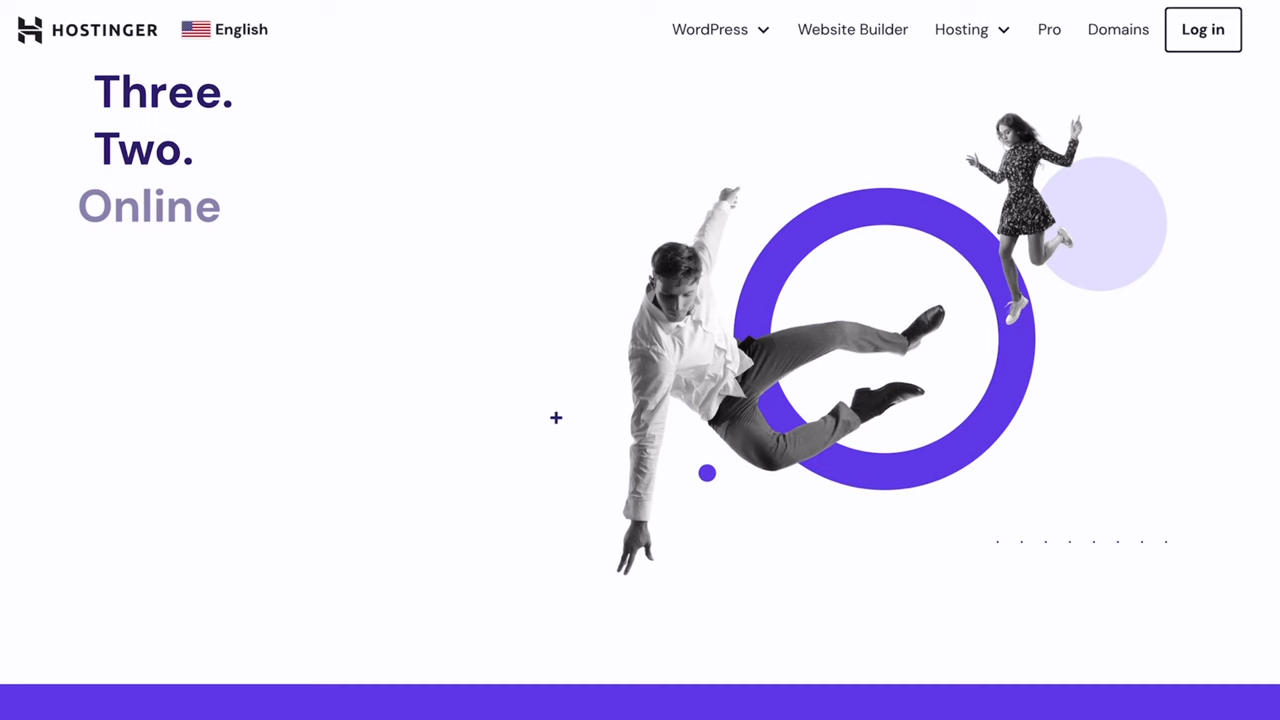 HOSTINGER English WordPress Website Builder Hosting Pro Domains Log in
Three.
Two.
Online